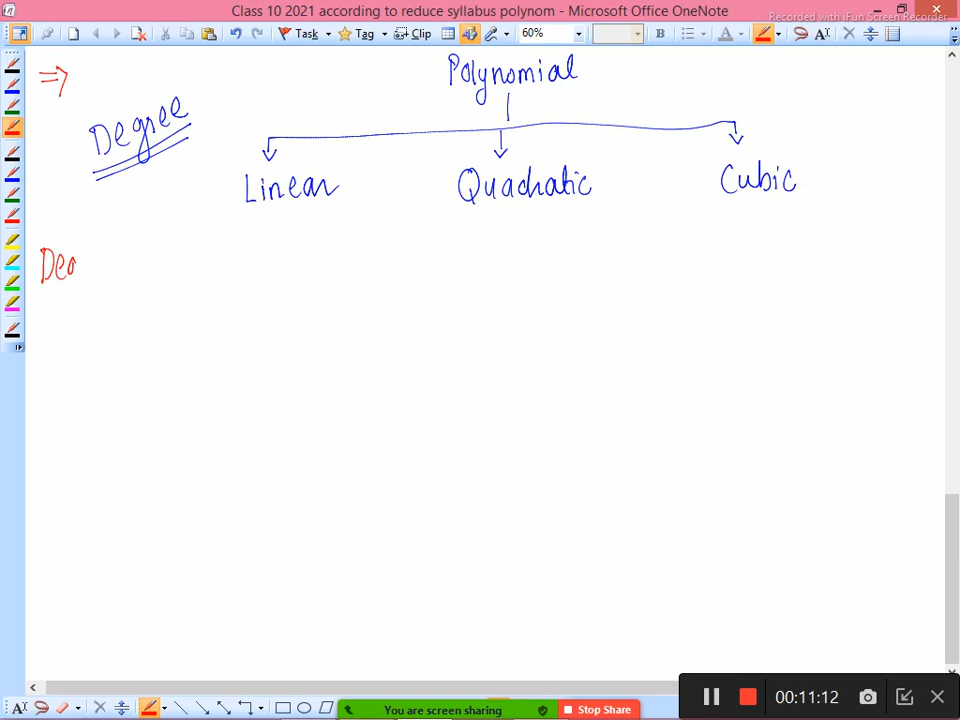 Class 10 2021 according to reduce syllabus polynom - Microsoft Office OneNote
Recorded with iFun Screen Recorder
Task Tag Clip 60% B A
⇒ Polynomial
Degree
Linear Quadratic Cubic
Deg
You are screen sharing Stop Share
00:11:12